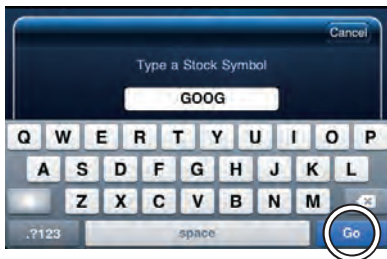 Cancel
Type a Stock Symbol
GOOG
Q W E R T Y U I O P
A S D F G H J K L
Z X C V B N M
.?123 space Go